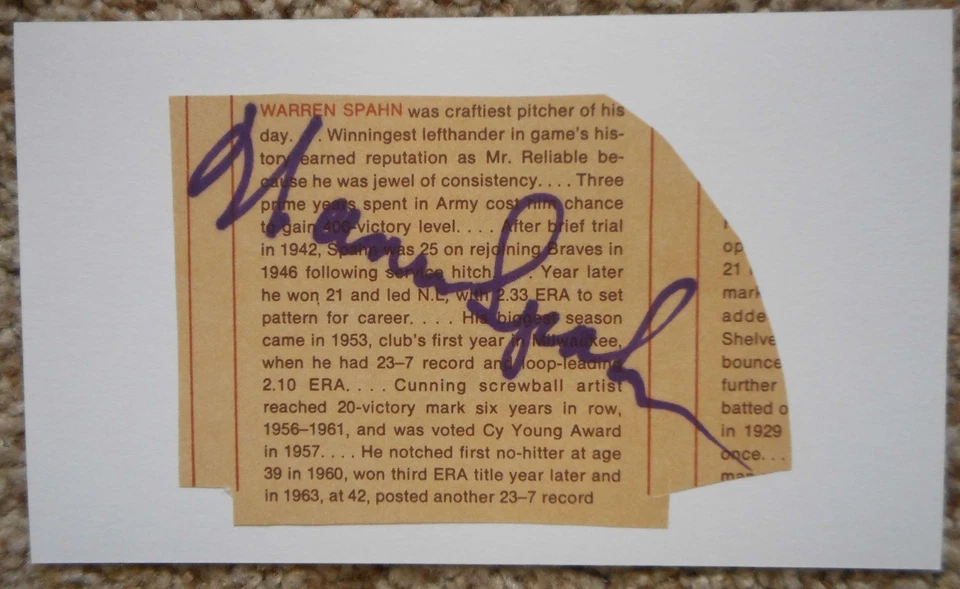 WARREN SPAHN was craftiest pitcher of his
day. . . Winningest lefthander in game's his-
tory earned reputation as Mr. Reliable be-
cause he was jewel of consistency. . . . Three
prime years spent in Army cost him chance
to gain 400-victory level. . . . After brief trial
in 1942, Spahn was 25 on rejoining Braves in
1946 following service hitch. . . . Year later
he won 21 and led N.L. with 2.33 ERA to set
pattern for career. . . . His biggest season
came in 1953, club's first year in Milwaukee,
when he had 23–7 record and loop-leading
2.10 ERA. . . . Cunning screwball artist
reached 20-victory mark six years in row,
1956–1961, and was voted Cy Young Award
in 1957. . . . He notched first no-hitter at age
39 in 1960, won third ERA title year later and
in 1963, at 42, posted another 23–7 record
Warren Spahn
op
21
mark
adde
Shelve
bounce
further
batted o
in 1929
once. . .